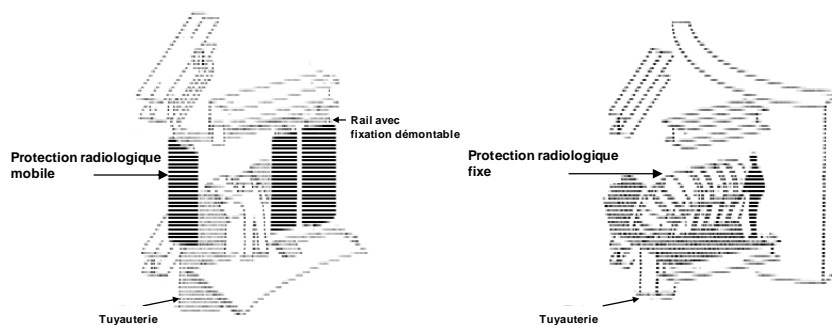 Rail avec
fixation démontable
Protection radiologique
mobile
Tuyauterie
Protection radiologique
fixe
Tuyauterie